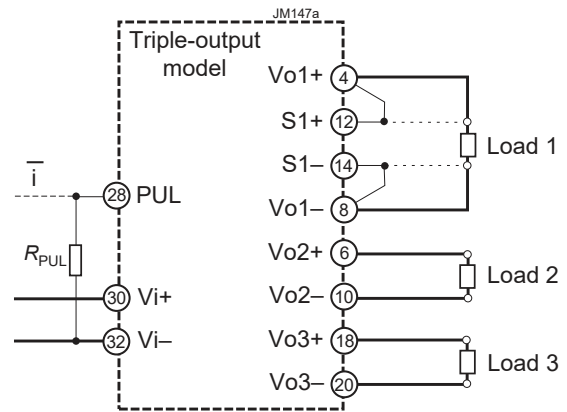 JM147a
Triple-output
model
Vo1+ 4
S1+ 12
S1– 14
Vo1– 8
Load 1
i
28 PUL
RPUL
30 Vi+
32 Vi–
Vo2+ 6
Vo2– 10
Load 2
Vo3+ 18
Vo3– 20
Load 3